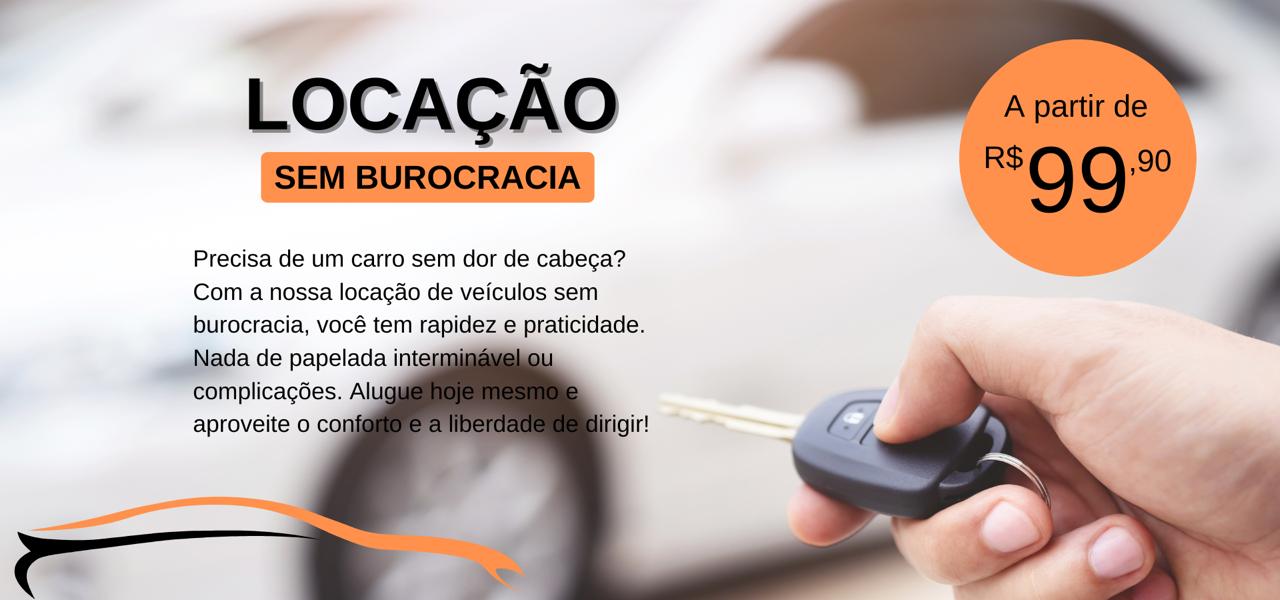 LOCAÇÃO
SEM BUROCRACIA
Precisa de um carro sem dor de cabeça?
Com a nossa locação de veículos sem
burocracia, você tem rapidez e praticidade.
Nada de papelada interminável ou
complicações. Alugue hoje mesmo e
aproveite o conforto e a liberdade de dirigir!
A partir de
R$99,90